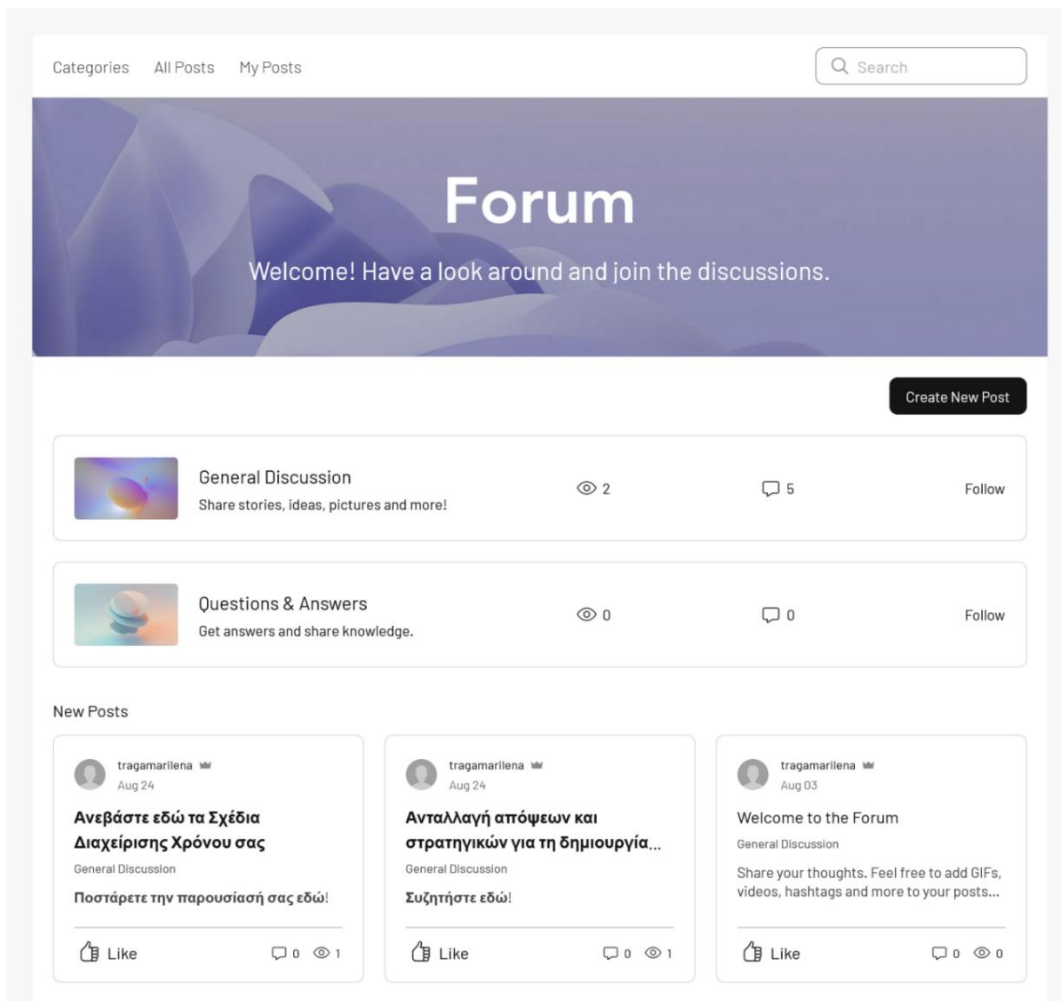 Categories All Posts My Posts Search
Forum
Welcome! Have a look around and join the discussions.
Create New Post
General Discussion
Share stories, ideas, pictures and more!
2 5 Follow
Questions & Answers
Get answers and share knowledge.
0 0 Follow
New Posts
tragamarilena
Aug 24
Ανεβάστε εδώ τα Σχέδια
Διαχείρισης Χρόνου σας
General Discussion
Ποστάρετε την παρουσίασή σας εδώ!
Like 0 1
tragamarilena
Aug 24
Ανταλλαγή απόψεων και
στρατηγικών για τη δημιουργία...
General Discussion
Συζητήστε εδώ!
Like 0 1
tragamarilena
Aug 03
Welcome to the Forum
General Discussion
Share your thoughts. Feel free to add GIFs,
videos, hashtags and more to your posts...
Like 0 0